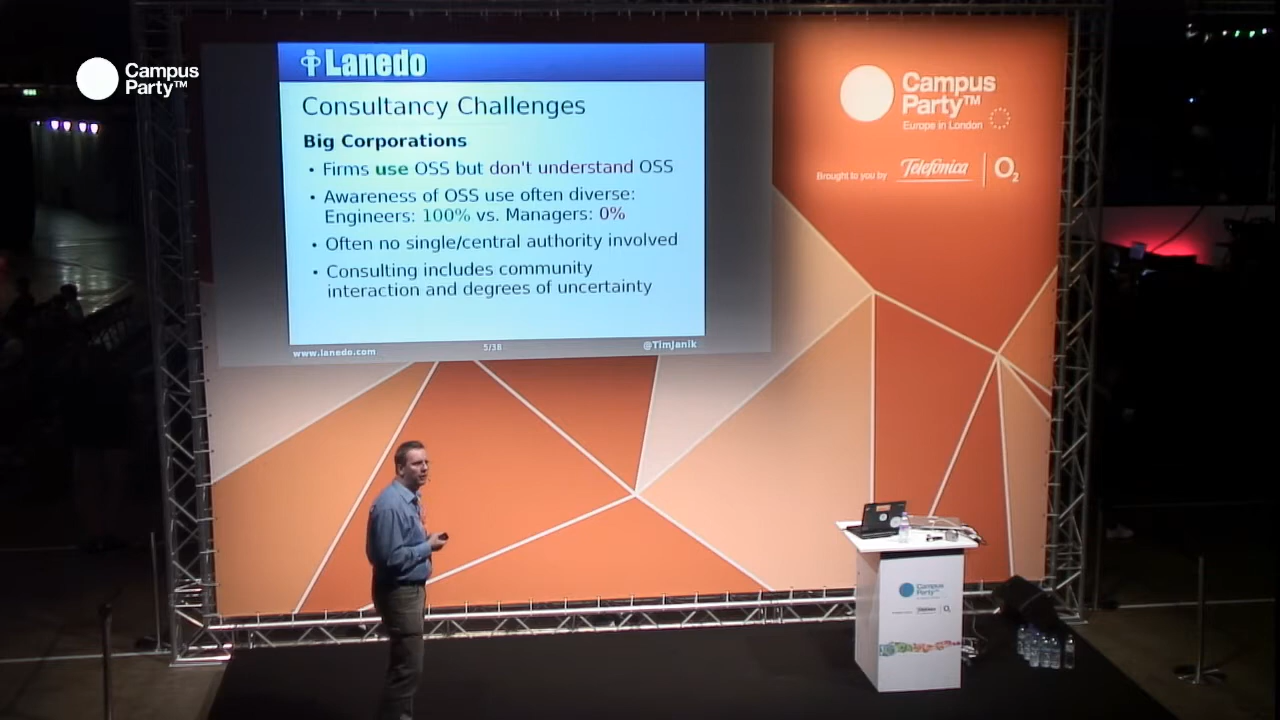 Campus
Party™
Lanedo
Consultancy Challenges
Big Corporations
• Firms use OSS but don't understand OSS
• Awareness of OSS use often diverse:
Engineers: 100% vs. Managers: 0%
• Often no single/central authority involved
• Consulting includes community
interaction and degrees of uncertainty
www.lanedo.com
5/38
@TimJanik
Campus
Party™
Europe in London
Brought to you by Telefónica O2
Campus
Party™